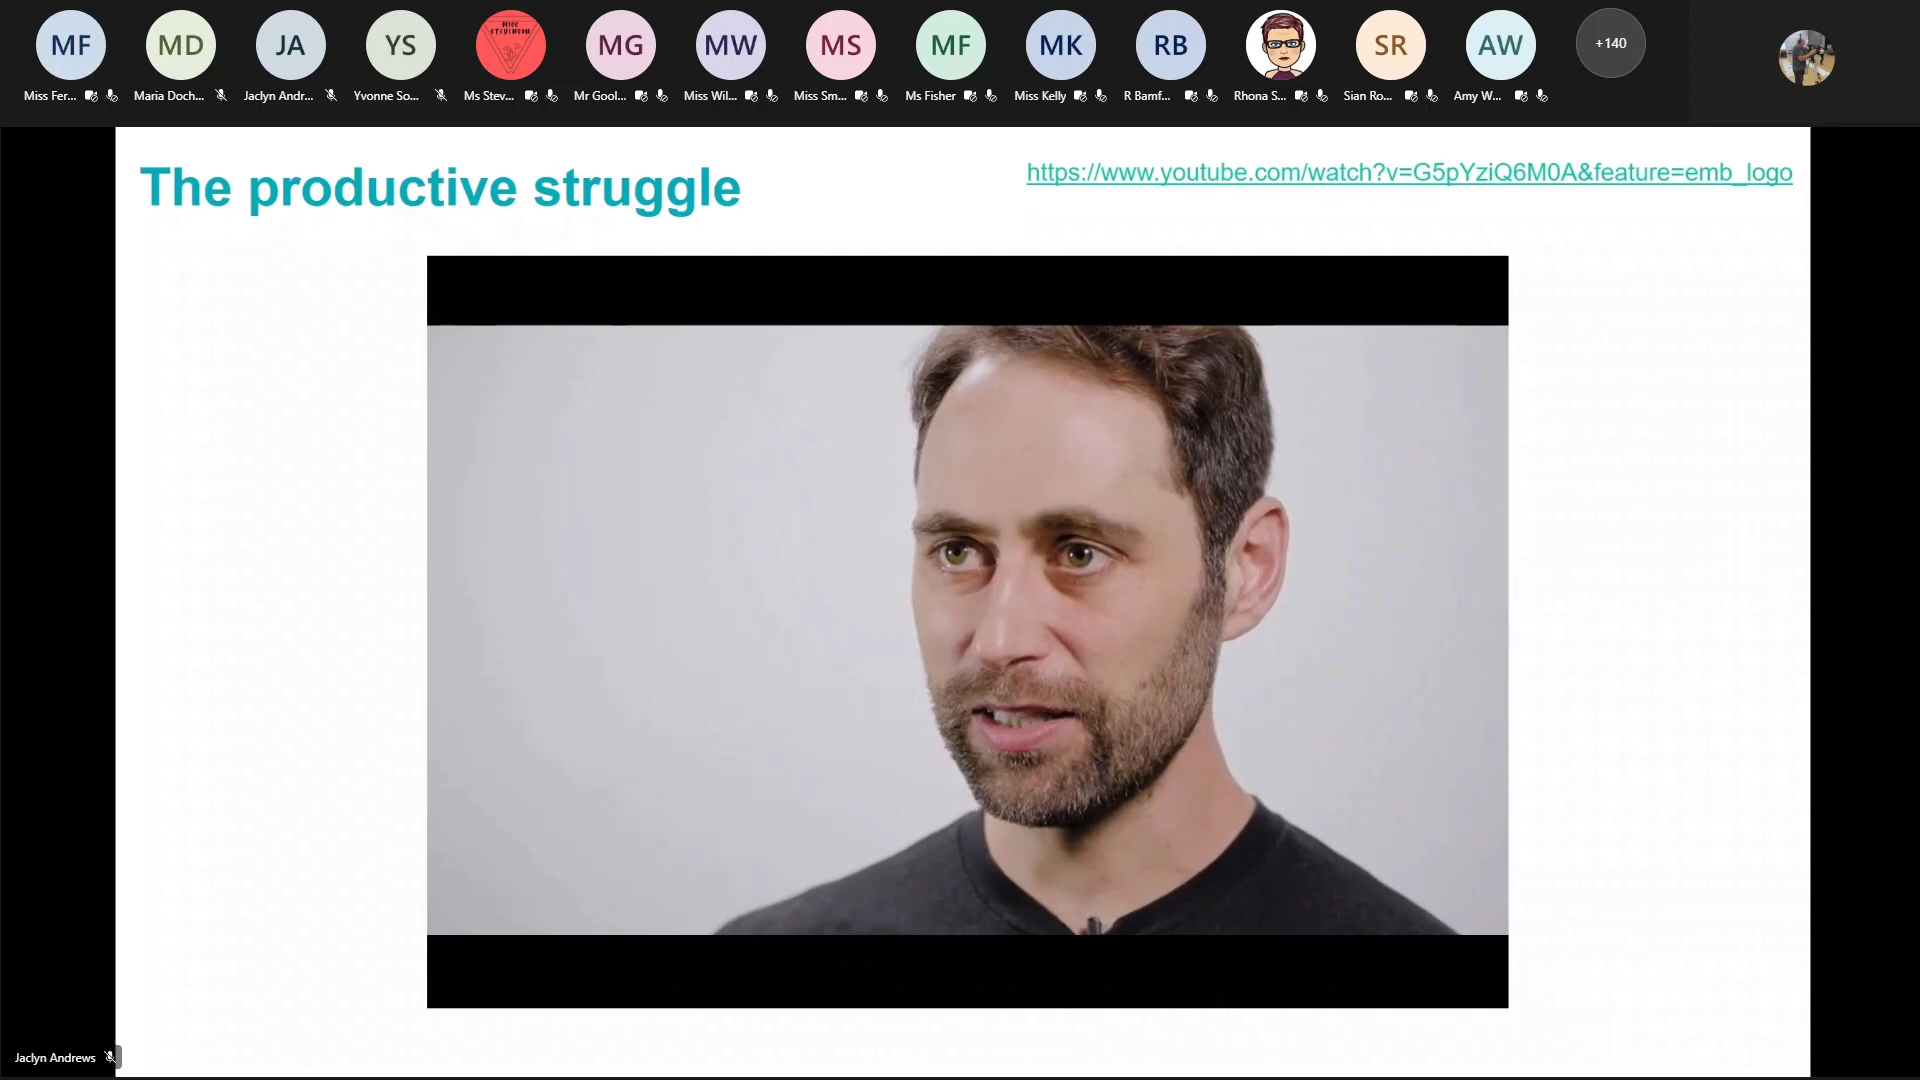 MF
MD
JA
YS
MISS
STEVINSON
MG
MW
MS
MF
MK
RB
SR
AW
+140
Miss Fer...
Maria Doch...
Jaclyn Andr...
Yvonne So...
Ms Stev...
Mr Gool...
Miss Wil...
Miss Sm...
Ms Fisher
Miss Kelly
R Bamf...
Rhona S...
Sian Ro...
Amy W...
The productive struggle
https://www.youtube.com/watch?v=G5pYziQ6M0A&feature=emb_logo
Jaclyn Andrews